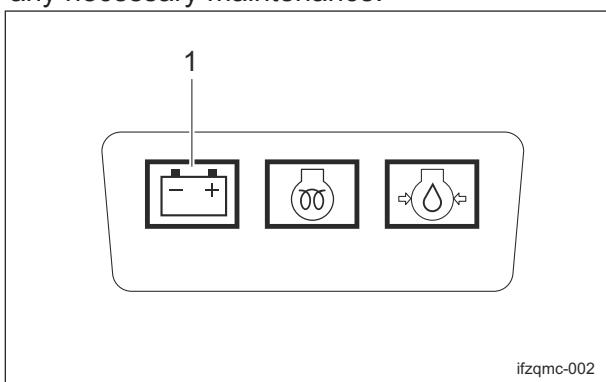 any necessary maintenance.
1
− +
ifzqmc-002